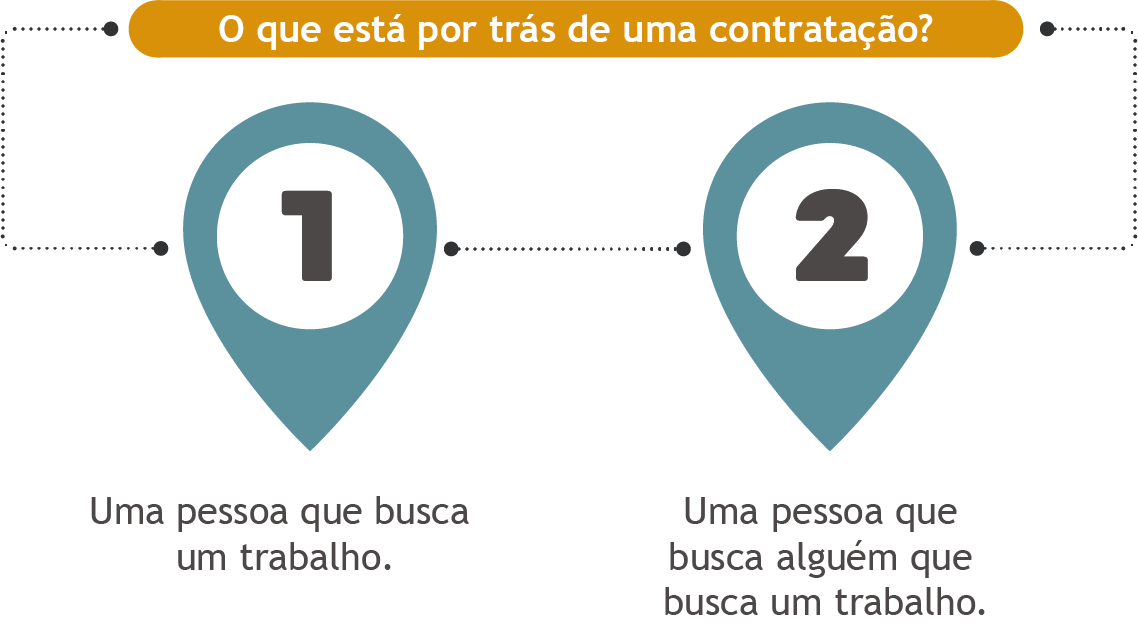 O que está por trás de uma contratação?
1
2
Uma pessoa que busca
um trabalho.
Uma pessoa que
busca alguém que
busca um trabalho.